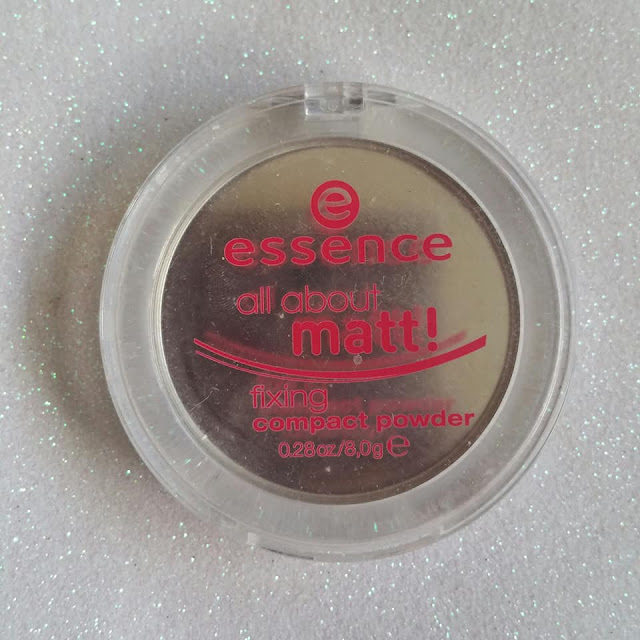 e
essence
all about
matt!
fixing
compact powder
0.28oz/8,0g℮